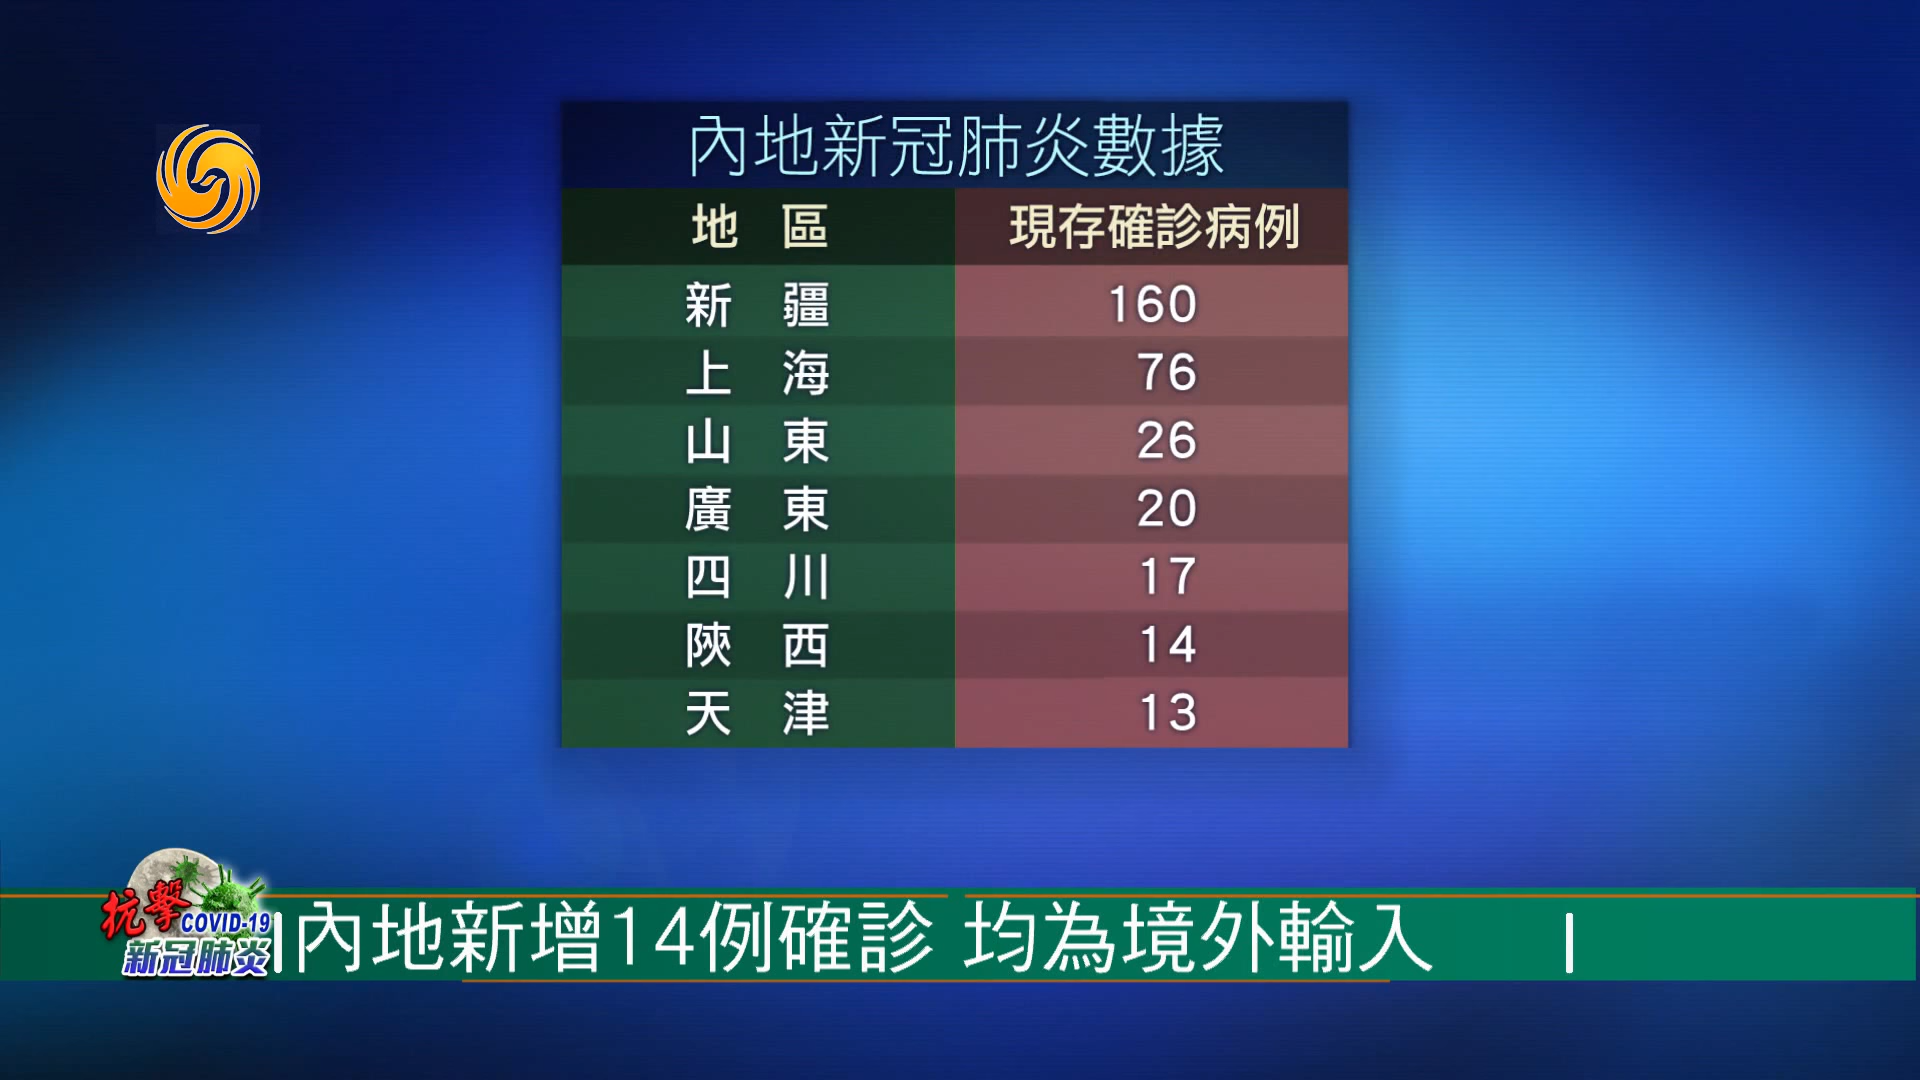 內地新冠肺炎數據
地 區 現存確診病例
新 疆 160
上 海 76
山 東 26
廣 東 20
四 川 17
陝 西 14
天 津 13
抗擊
COVID-19
新冠肺炎
內地新增14例確診 均為境外輸入